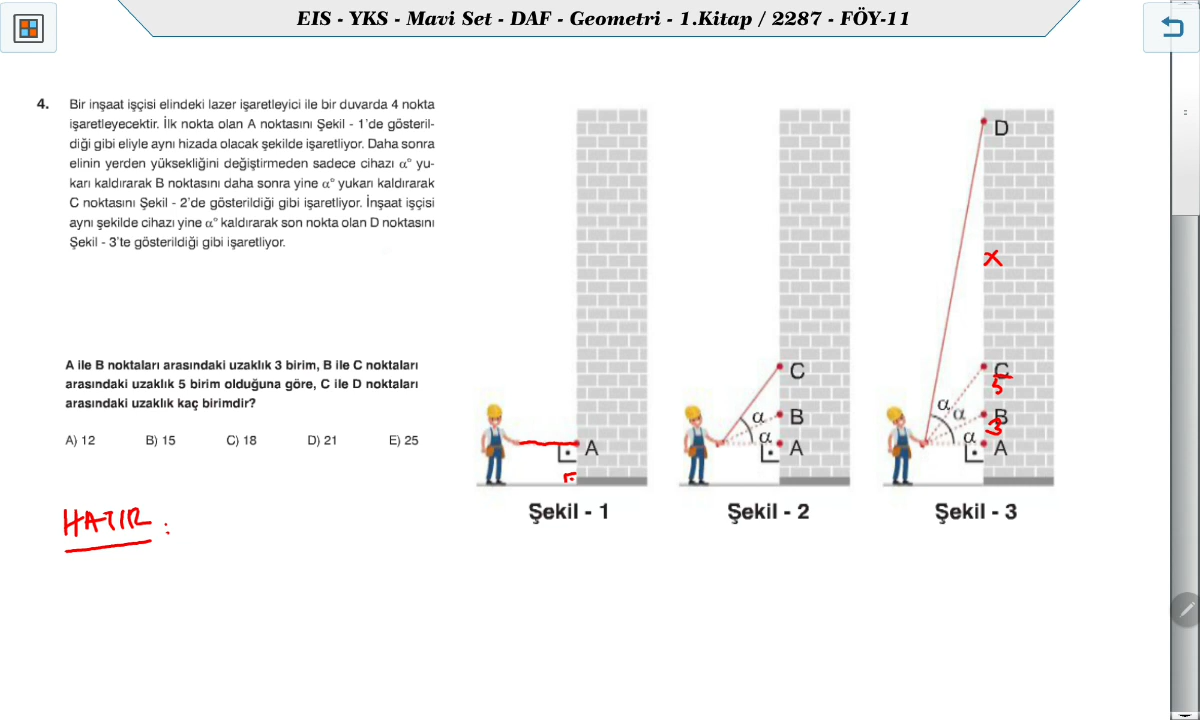 EIS - YKS - Mavi Set - DAF - Geometri - 1.Kitap / 2287 - FÖY-11
4. Bir inşaat işçisi elindeki lazer işaretleyici ile bir duvarda 4 nokta
işaretleyecektir. İlk nokta olan A noktasını Şekil - 1'de gösteril-
diği gibi eliyle aynı hizada olacak şekilde işaretliyor. Daha sonra
elinin yerden yüksekliğini değiştirmeden sadece cihazı α° yu-
karı kaldırarak B noktasını daha sonra yine α° yukarı kaldırarak
C noktasını Şekil - 2'de gösterildiği gibi işaretliyor. İnşaat işçisi
aynı şekilde cihazı yine α° kaldırarak son nokta olan D noktasını
Şekil - 3'te gösterildiği gibi işaretliyor.
A ile B noktaları arasındaki uzaklık 3 birim, B ile C noktaları
arasındaki uzaklık 5 birim olduğuna göre, C ile D noktaları
arasındaki uzaklık kaç birimdir?
A) 12 B) 15 C) 18 D) 21 E) 25
HATIR :
A
Şekil - 1
C
α B
α A
Şekil - 2
D
x
C
5
α α B
3
α A
Şekil - 3